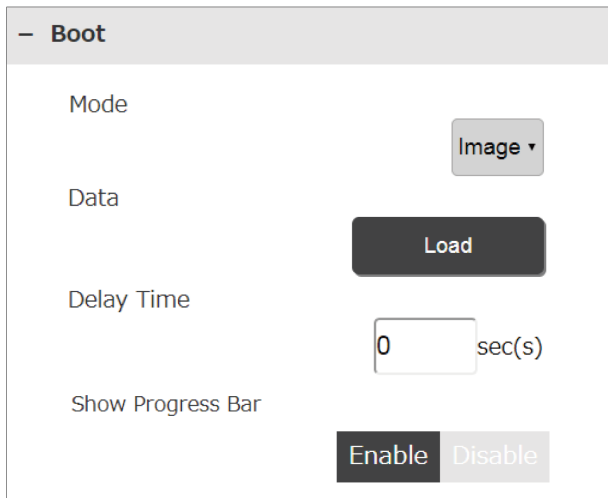 – Boot
Mode
Image ▾
Data
Load
Delay Time
0 sec(s)
Show Progress Bar
Enable Disable